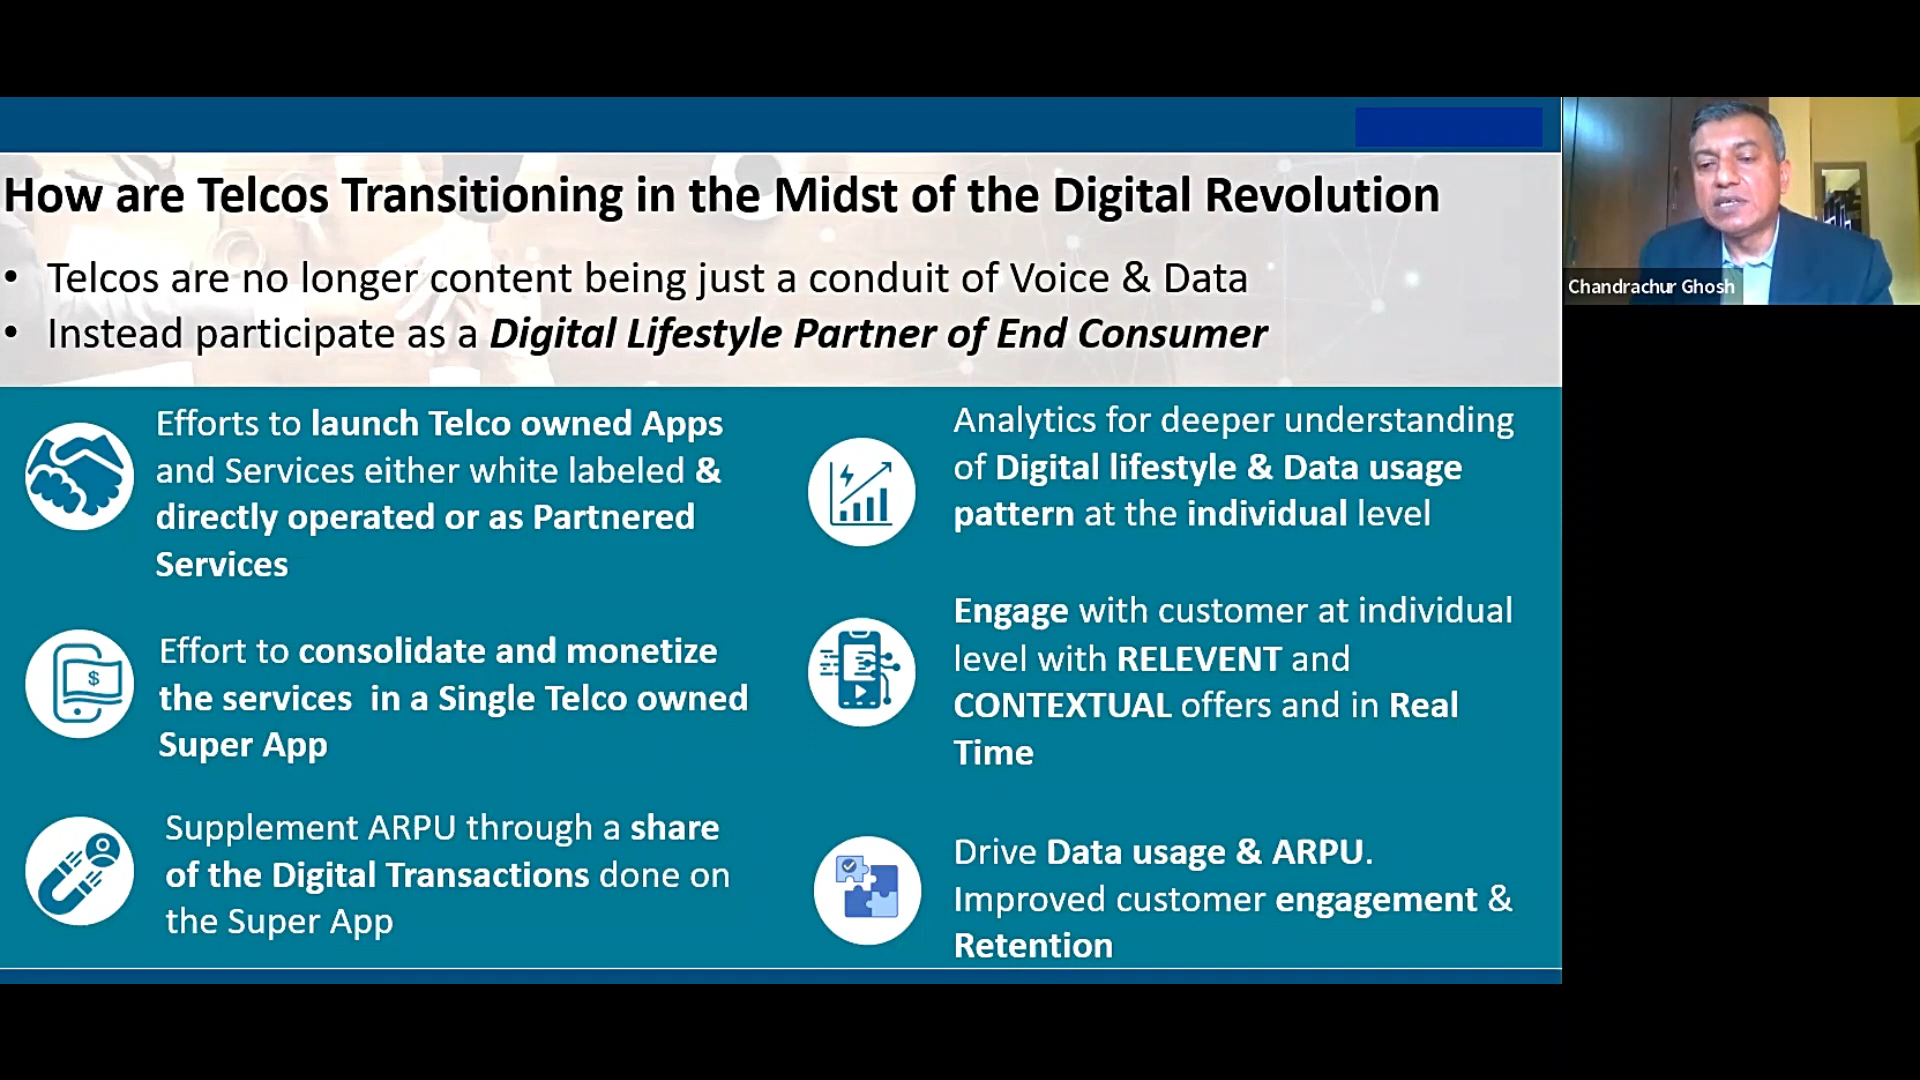 How are Telcos Transitioning in the Midst of the Digital Revolution
• Telcos are no longer content being just a conduit of Voice & Data
• Instead participate as a Digital Lifestyle Partner of End Consumer
Efforts to launch Telco owned Apps
and Services either white labeled &
directly operated or as Partnered
Services
Effort to consolidate and monetize
the services in a Single Telco owned
Super App
$
Supplement ARPU through a share
of the Digital Transactions done on
the Super App
Analytics for deeper understanding
of Digital lifestyle & Data usage
pattern at the individual level
Engage with customer at individual
level with RELEVENT and
CONTEXTUAL offers and in Real
Time
Drive Data usage & ARPU.
Improved customer engagement &
Retention
Chandrachur Ghosh